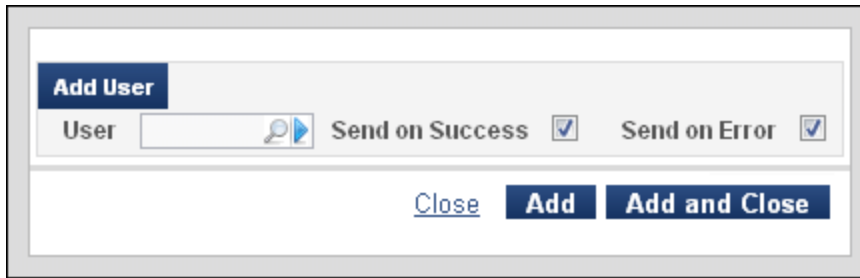 Add User
User Send on Success Send on Error
Close Add Add and Close